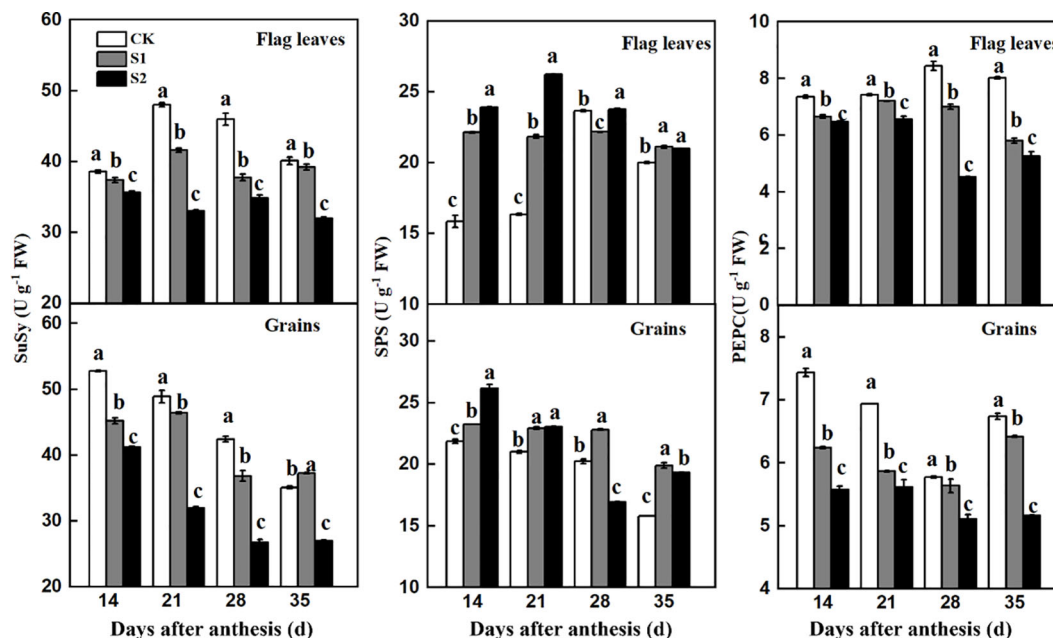 60
50
40
30
20
CK
S1
S2
Flag leaves
a b c
a b c
a b c
a b c
30
25
20
15
10
Flag leaves
c b a
c b a
b c a
b a a
10
8
6
4
2
0
Flag leaves
a b c
a b c
a b c
a b c
SuSy (U g⁻¹ FW)
SPS (U g⁻¹ FW)
PEPC(U g⁻¹ FW)
60
50
40
30
20
Grains
a b c
a b c
a b c
b a c
30
25
20
15
10
Grains
c b a
b a a
b a c
c a b
8
7
6
5
4
Grains
a b c
a b c
a b c
a b c
14 21 28 35
14 21 28 35
14 21 28 35
Days after anthesis (d)
Days after anthesis (d)
Days after anthesis (d)